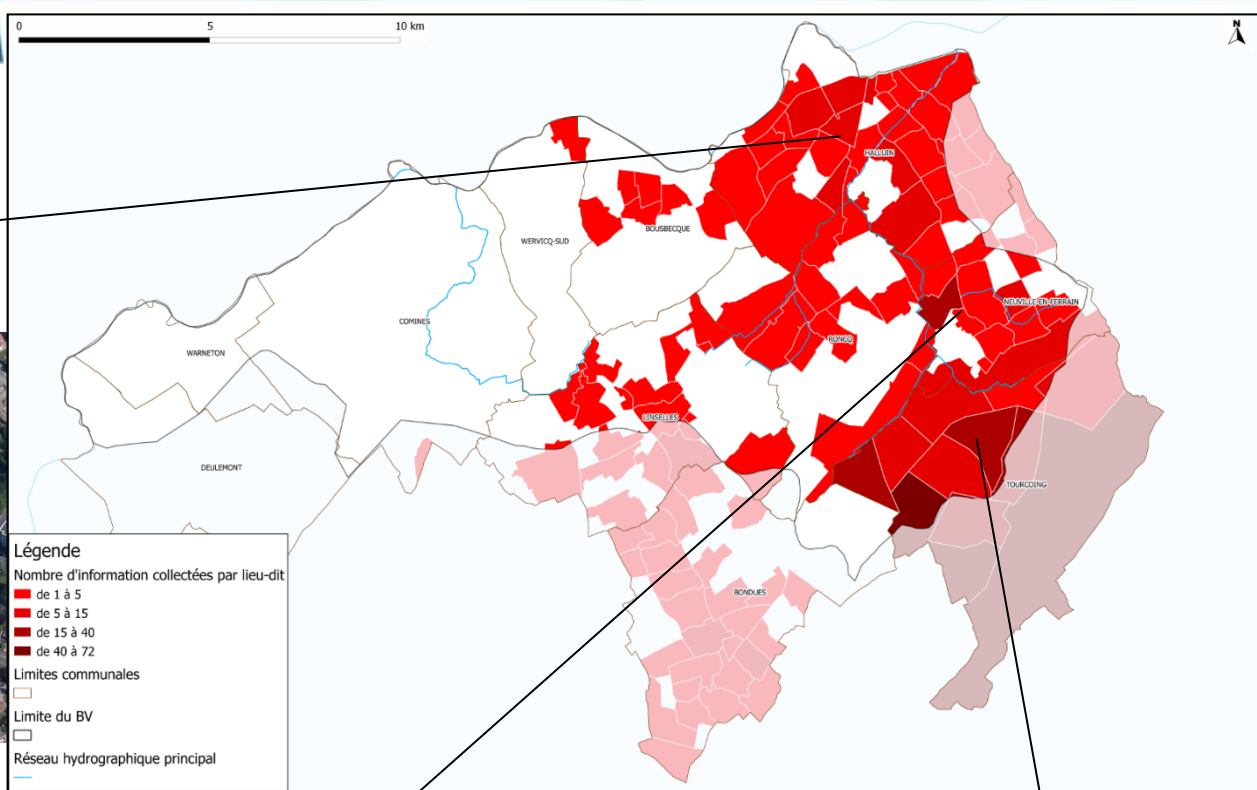 0 5 10 km
N
HALLUIN
WERVICQ-SUD
BOUSBECQUE
NEUVILLE-EN-FERRAIN
COMINES
RONCQ
WARNETON
LINSELLES
DEULEMONT
TOURCOING
BONDUES
Légende
Nombre d'information collectées par lieu-dit
de 1 à 5
de 5 à 15
de 15 à 40
de 40 à 72
Limites communales
Limite du BV
Réseau hydrographique principal